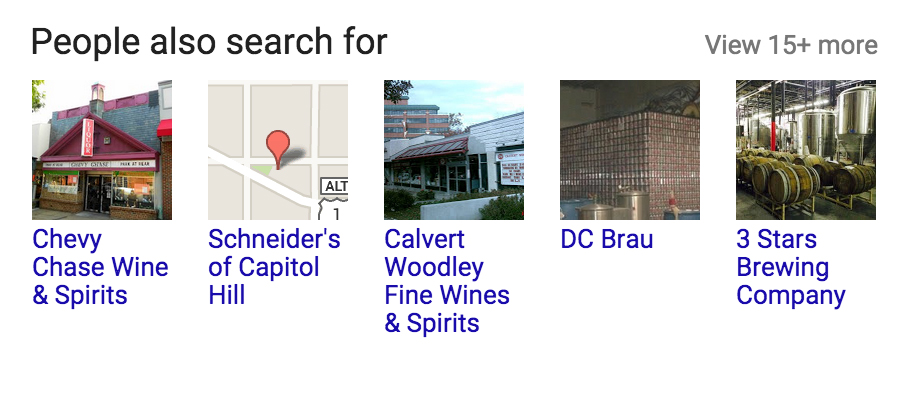 People also search for
View 15+ more
LIQUORS
CHEVY CHASE
PARK AT REAR
ALT
1
Chevy
Chase Wine
& Spirits
Schneider's
of Capitol
Hill
Calvert
Woodley
Fine Wines
& Spirits
DC Brau
3 Stars
Brewing
Company